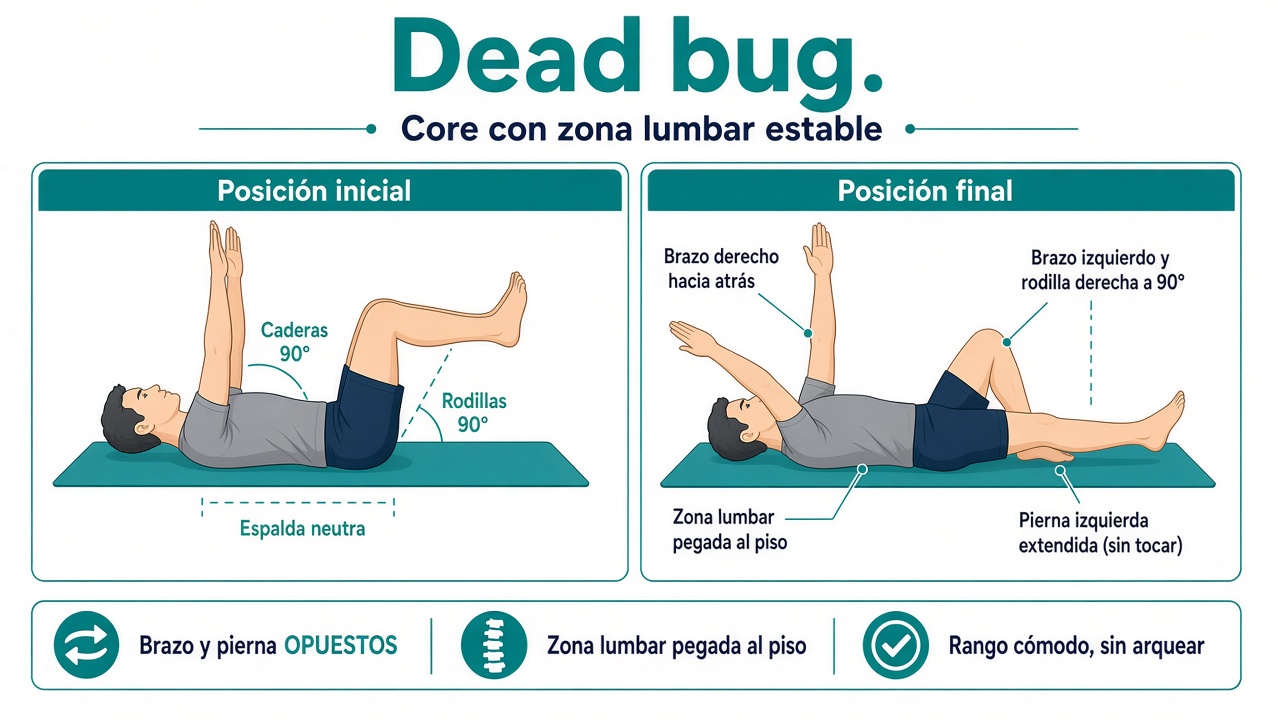 Dead bug.
Core con zona lumbar estable
Posición inicial
Caderas
90°
Rodillas
90°
Espalda neutra
Posición final
Brazo derecho
hacia atrás
Brazo izquierdo y
rodilla derecha a 90°
Zona lumbar
pegada al piso
Pierna izquierda
extendida (sin tocar)
Brazo y pierna OPUESTOS
Zona lumbar pegada al piso
Rango cómodo, sin arquear